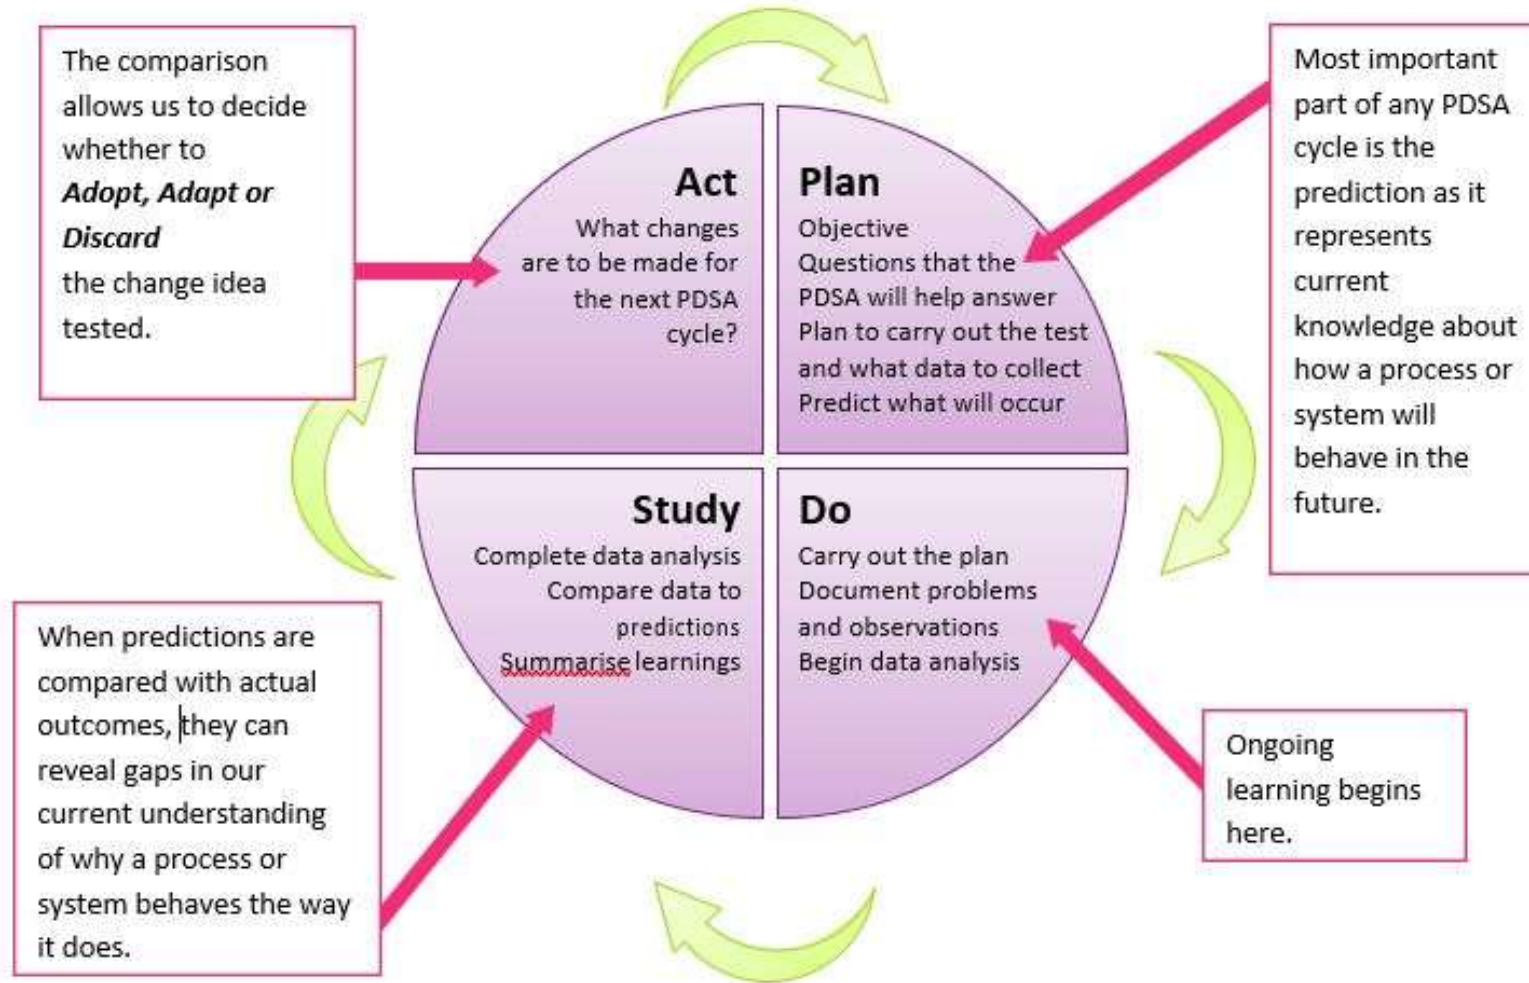 The comparison
allows us to decide
whether to
Adopt, Adapt or
Discard
the change idea
tested.
Act
What changes
are to be made for
the next PDSA
cycle?
Plan
Objective
Questions that the
PDSA will help answer
Plan to carry out the test
and what data to collect
Predict what will occur
Most important
part of any PDSA
cycle is the
prediction as it
represents
current
knowledge about
how a process or
system will
behave in the
future.
Study
Complete data analysis
Compare data to
predictions
Summarise learnings
Do
Carry out the plan
Document problems
and observations
Begin data analysis
When predictions are
compared with actual
outcomes, they can
reveal gaps in our
current understanding
of why a process or
system behaves the way
it does.
Ongoing
learning begins
here.